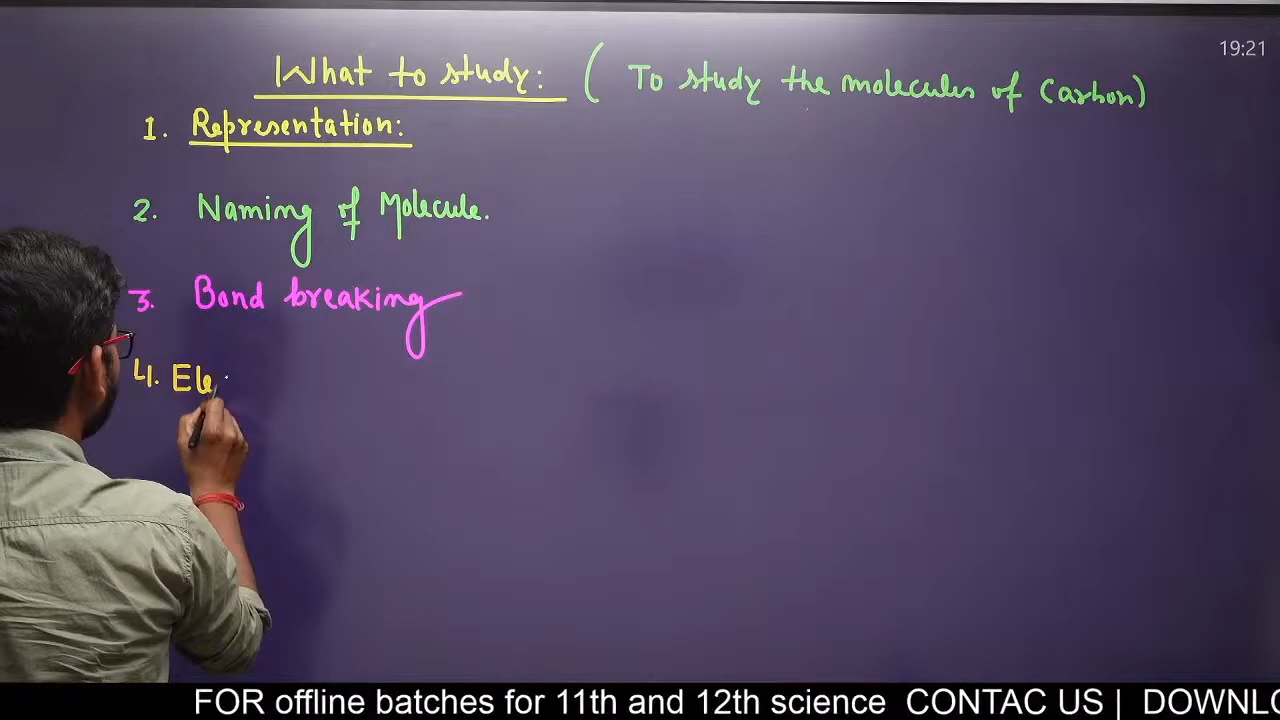 19:21
What to study: ( To study the molecules of Carbon)
1. Representation:
2. Naming of Molecule.
3. Bond breaking
4. Ele
FOR offline batches for 11th and 12th science CONTAC US | DOWNLO